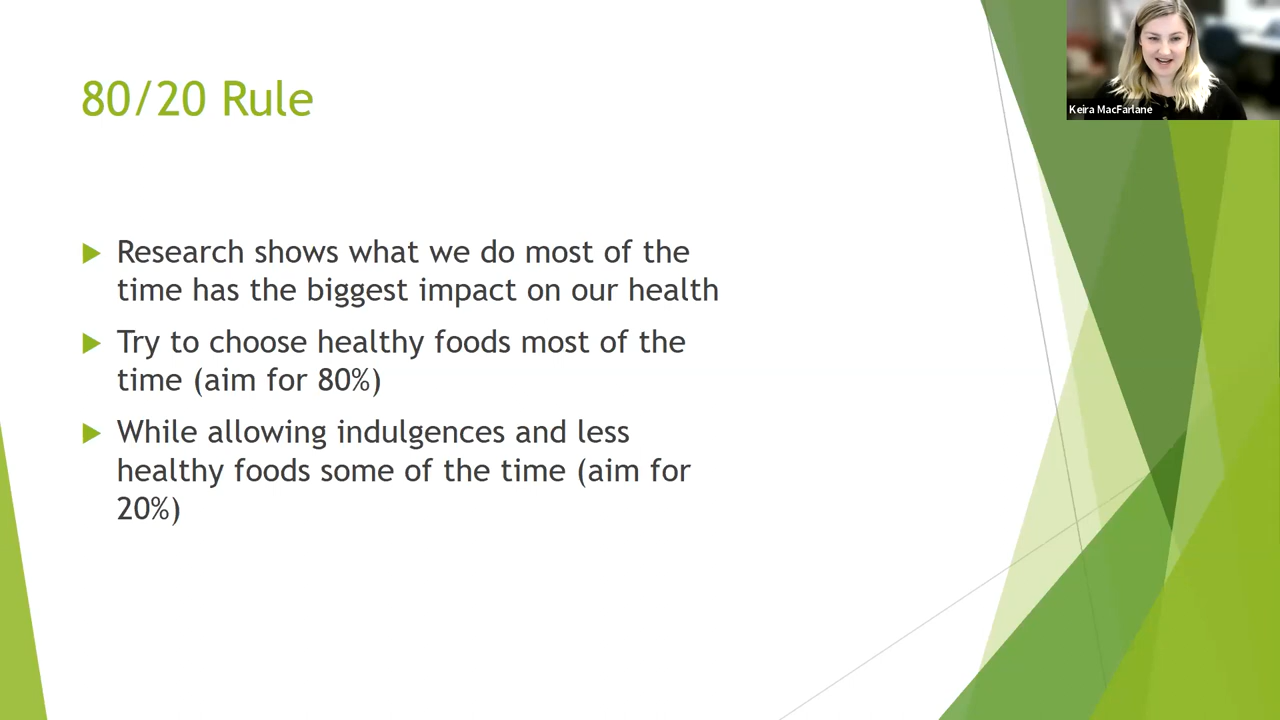 80/20 Rule
Keira MacFarlane
Research shows what we do most of the
time has the biggest impact on our health
Try to choose healthy foods most of the
time (aim for 80%)
While allowing indulgences and less
healthy foods some of the time (aim for
20%)